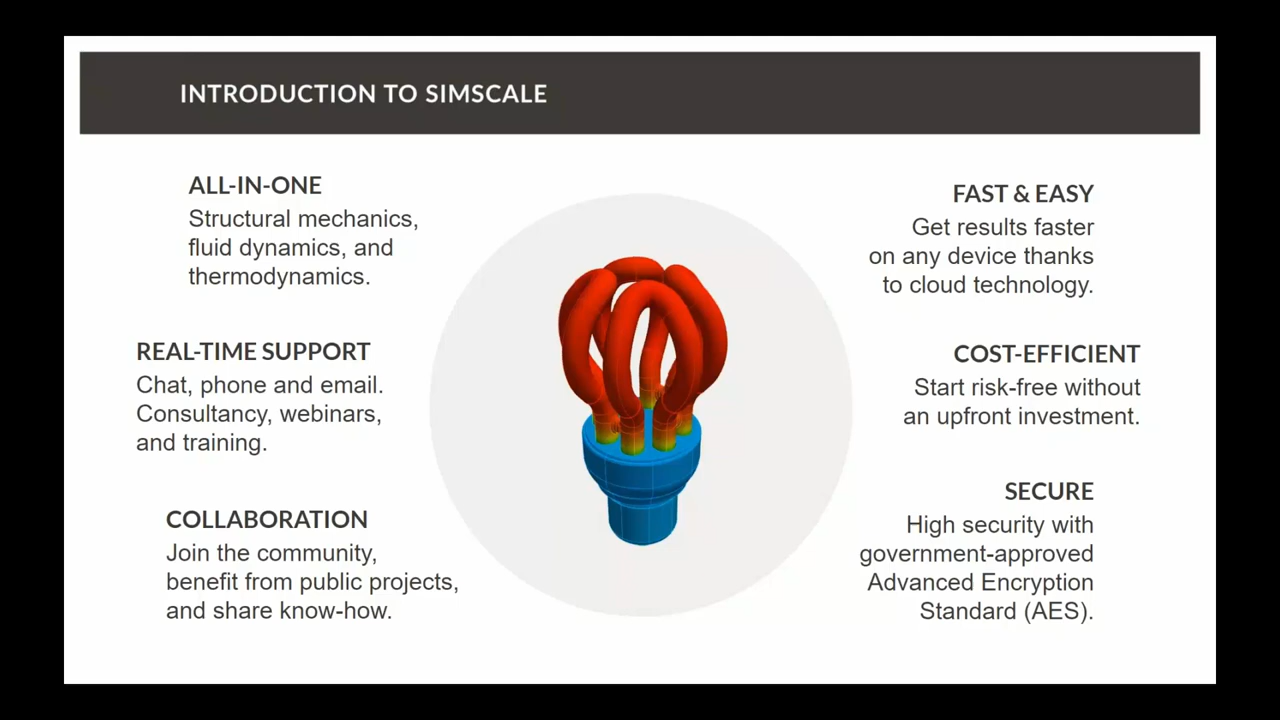 INTRODUCTION TO SIMSCALE
ALL-IN-ONE
Structural mechanics,
fluid dynamics, and
thermodynamics.
REAL-TIME SUPPORT
Chat, phone and email.
Consultancy, webinars,
and training.
COLLABORATION
Join the community,
benefit from public projects,
and share know-how.
FAST & EASY
Get results faster
on any device thanks
to cloud technology.
COST-EFFICIENT
Start risk-free without
an upfront investment.
SECURE
High security with
government-approved
Advanced Encryption
Standard (AES).